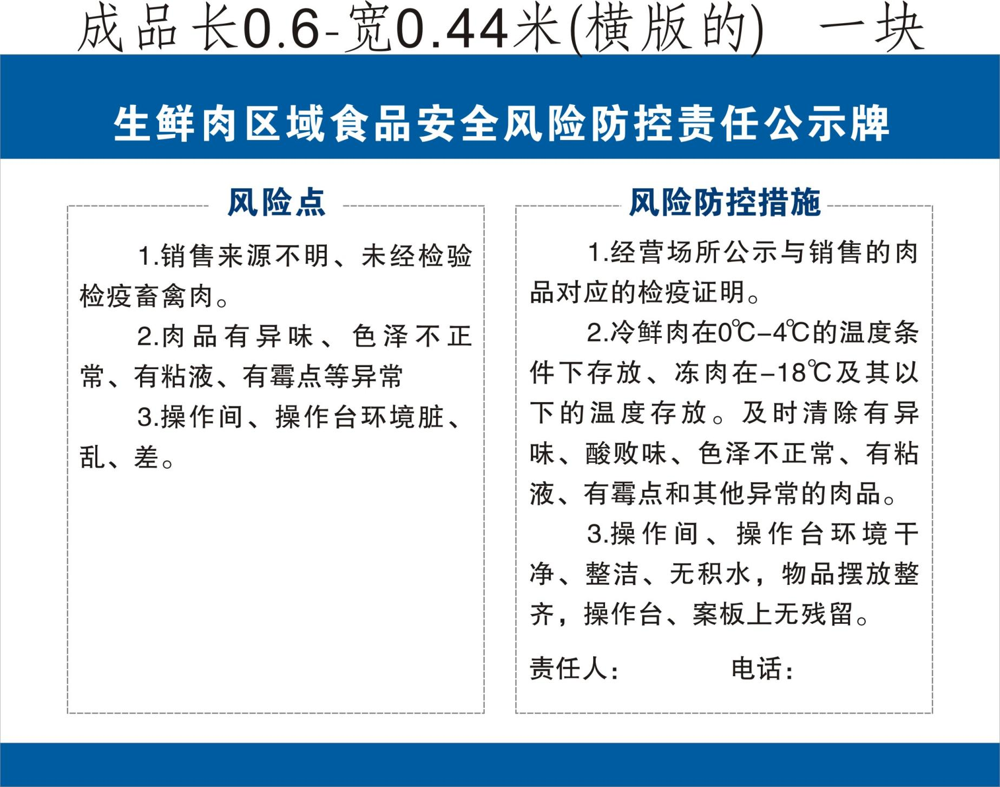 成品长0.6-宽0.44米(横版的) 一块
生鲜肉区域食品安全风险防控责任公示牌
风险点
1.销售来源不明、未经检验
检疫畜禽肉。
2.肉品有异味、色泽不正
常、有粘液、有霉点等异常
3.操作间、操作台环境脏、
乱、差。
风险防控措施
1.经营场所公示与销售的肉
品对应的检疫证明。
2.冷鲜肉在0℃-4℃的温度条
件下存放、冻肉在-18℃及其以
下的温度存放。及时清除有异
味、酸败味、色泽不正常、有粘
液、有霉点和其他异常的肉品。
3.操作间、操作台环境干
净、整洁、无积水，物品摆放整
齐，操作台、案板上无残留。
责任人： 电话：